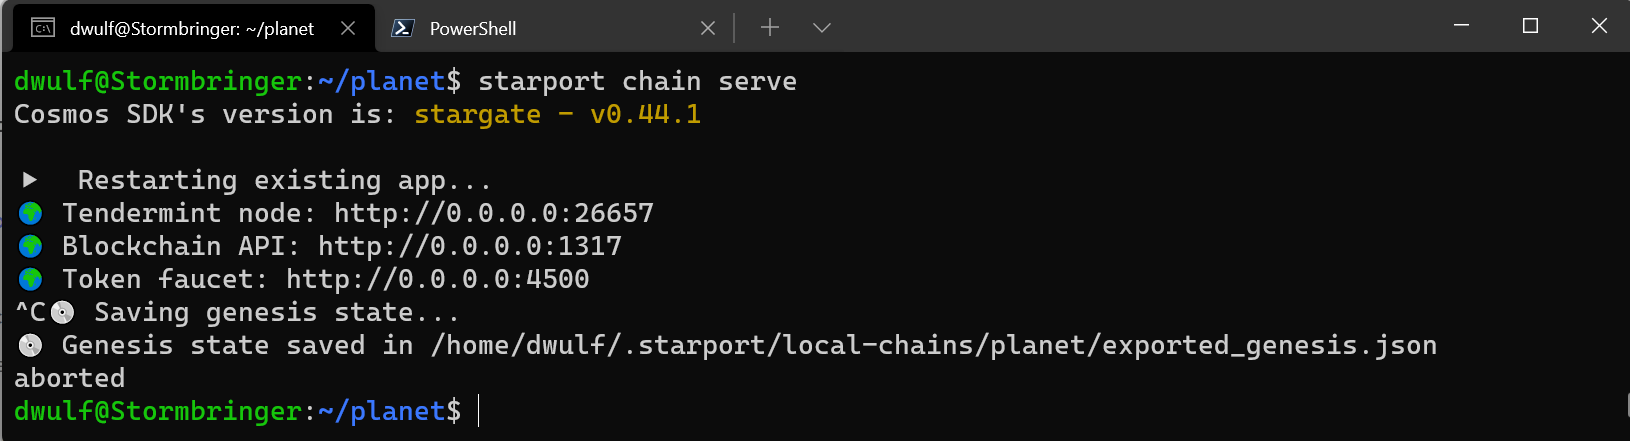 dwulf@Stormbringer: ~/planet
PowerShell
dwulf@Stormbringer:~/planet$ starport chain serve
Cosmos SDK's version is: stargate - v0.44.1
Restarting existing app...
Tendermint node: http://0.0.0.0:26657
Blockchain API: http://0.0.0.0:1317
Token faucet: http://0.0.0.0:4500
^C Saving genesis state...
Genesis state saved in /home/dwulf/.starport/local-chains/planet/exported_genesis.json
aborted
dwulf@Stormbringer:~/planet$